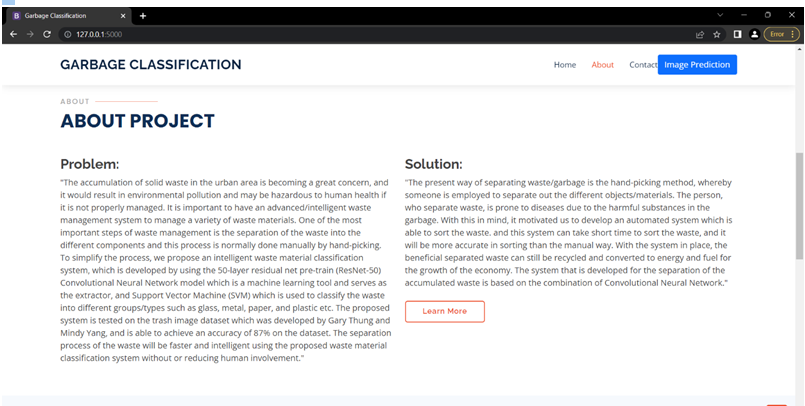 Garbage Classification
127.0.0.1:5000
Error
GARBAGE CLASSIFICATION
Home About Contact Image Prediction
ABOUT
ABOUT PROJECT
Problem:
"The accumulation of solid waste in the urban area is becoming a great concern, and
it would result in environmental pollution and may be hazardous to human health if
it is not properly managed. It is important to have an advanced/intelligent waste
management system to manage a variety of waste materials. One of the most
important steps of waste management is the separation of the waste into the
different components and this process is normally done manually by hand-picking.
To simplify the process, we propose an intelligent waste material classification
system, which is developed by using the 50-layer residual net pre-train (ResNet-50)
Convolutional Neural Network model which is a machine learning tool and serves as
the extractor, and Support Vector Machine (SVM) which is used to classify the waste
into different groups/types such as glass, metal, paper, and plastic etc. The proposed
system is tested on the trash image dataset which was developed by Gary Thung and
Mindy Yang, and is able to achieve an accuracy of 87% on the dataset. The separation
process of the waste will be faster and intelligent using the proposed waste material
classification system without or reducing human involvement."
Solution:
"The present way of separating waste/garbage is the hand-picking method, whereby
someone is employed to separate out the different objects/materials. The person,
who separate waste, is prone to diseases due to the harmful substances in the
garbage. With this in mind, it motivated us to develop an automated system which is
able to sort the waste. and this system can take short time to sort the waste, and it
will be more accurate in sorting than the manual way. With the system in place, the
beneficial separated waste can still be recycled and converted to energy and fuel for
the growth of the economy. The system that is developed for the separation of the
accumulated waste is based on the combination of Convolutional Neural Network."
Learn More